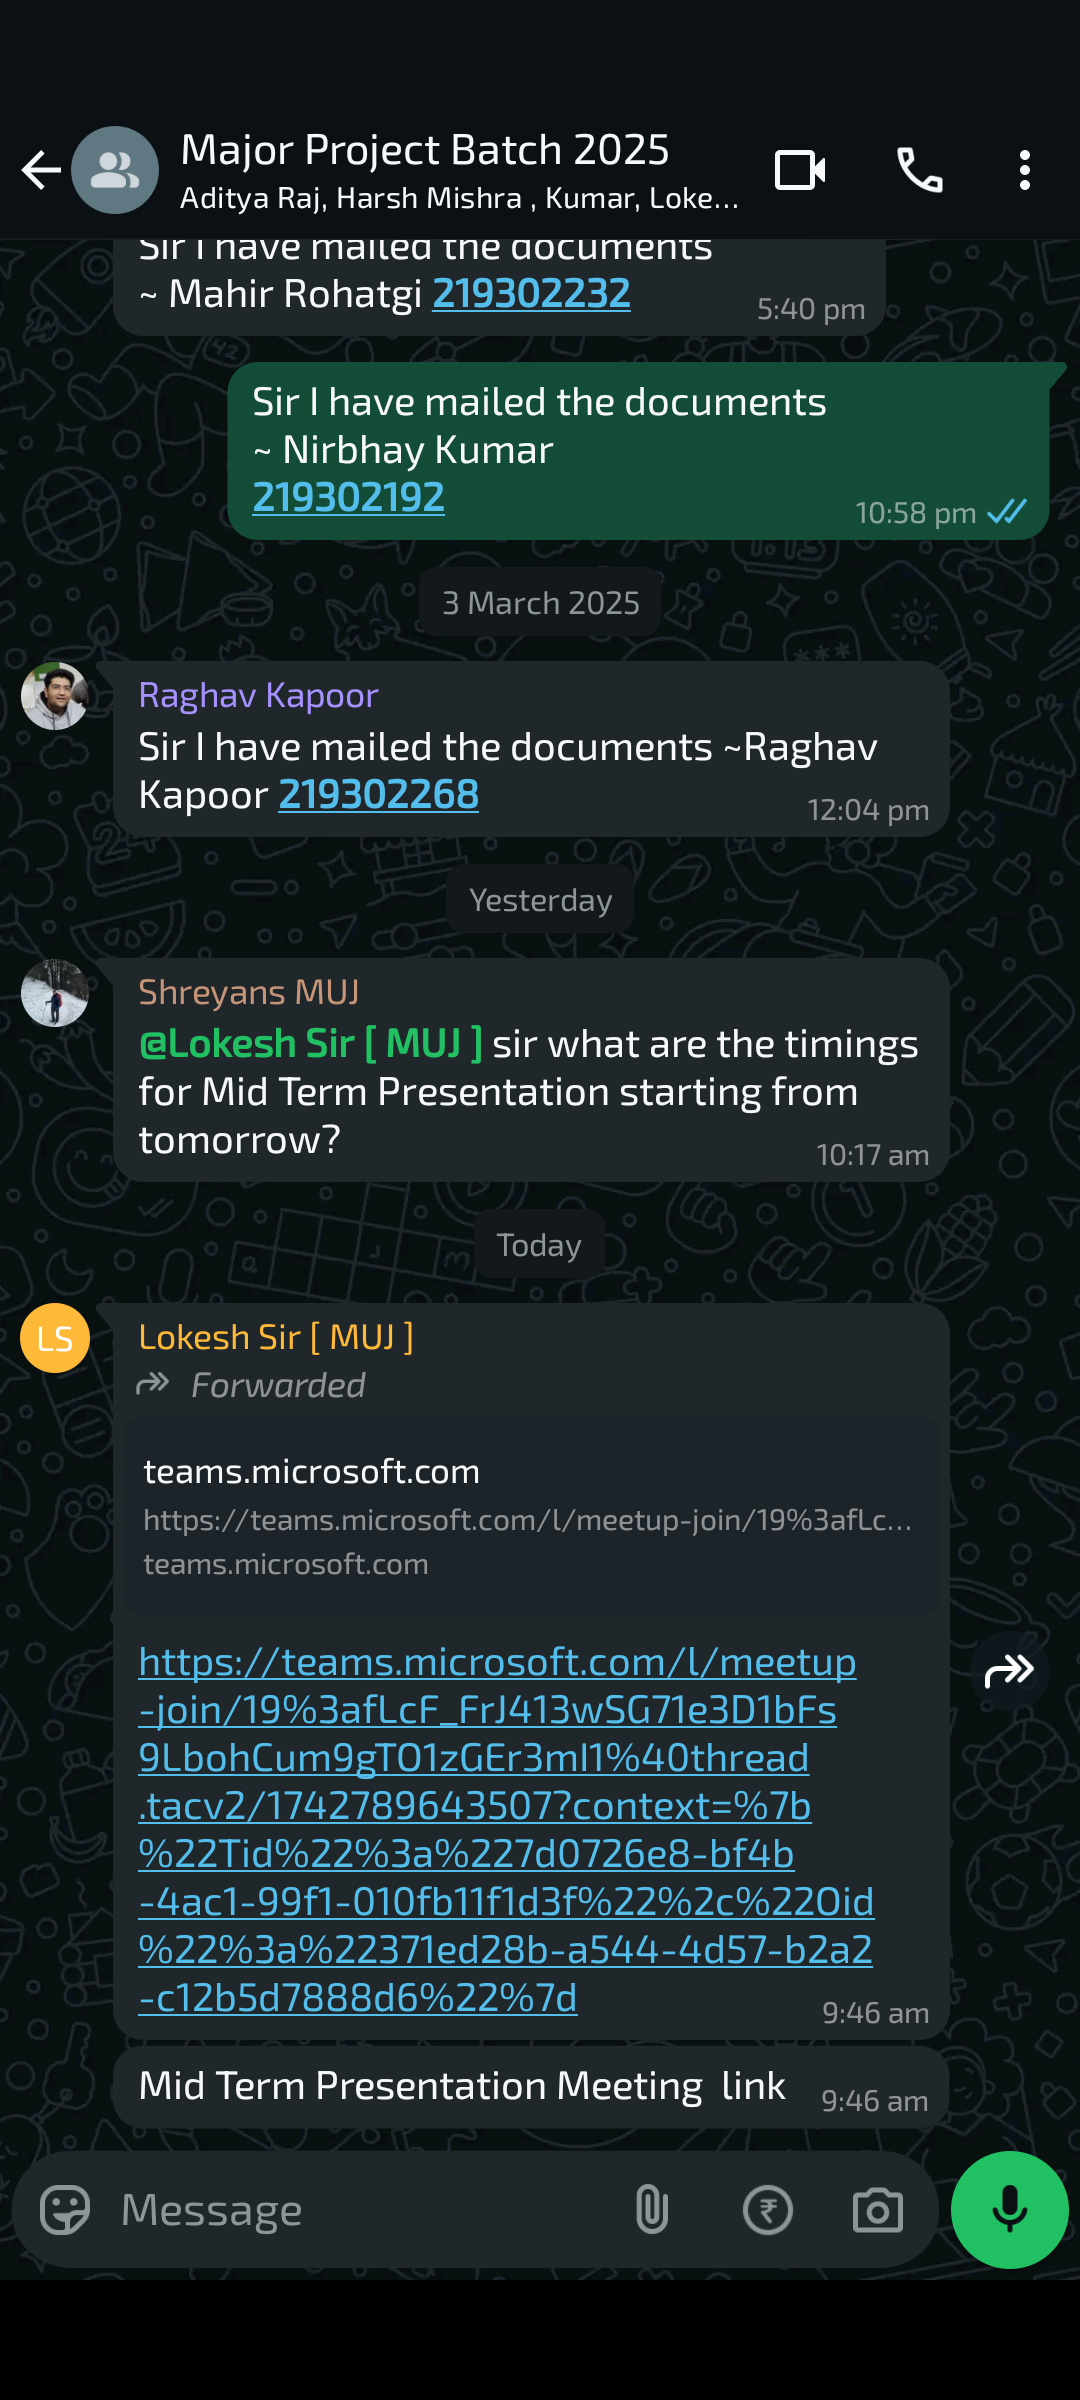 Major Project Batch 2025
Aditya Raj, Harsh Mishra , Kumar, Loke...
Sir I have mailed the documents
~ Mahir Rohatgi 219302232
5:40 pm
Sir I have mailed the documents
~ Nirbhay Kumar
219302192
10:58 pm
3 March 2025
Raghav Kapoor
Sir I have mailed the documents ~Raghav
Kapoor 219302268
12:04 pm
Yesterday
Shreyans MUJ
@Lokesh Sir [ MUJ ] sir what are the timings
for Mid Term Presentation starting from
tomorrow?
10:17 am
Today
LS
Lokesh Sir [ MUJ ]
Forwarded
teams.microsoft.com
https://teams.microsoft.com/l/meetup-join/19%3afLc...
teams.microsoft.com
https://teams.microsoft.com/l/meetup
-join/19%3afLcF_FrJ413wSG71e3D1bFs
9LbohCum9gTO1zGEr3mI1%40thread
.tacv2/1742789643507?context=%7b
%22Tid%22%3a%227d0726e8-bf4b
-4ac1-99f1-010fb11f1d3f%22%2c%22Oid
%22%3a%22371ed28b-a544-4d57-b2a2
-c12b5d7888d6%22%7d
9:46 am
Mid Term Presentation Meeting  link
9:46 am
Message